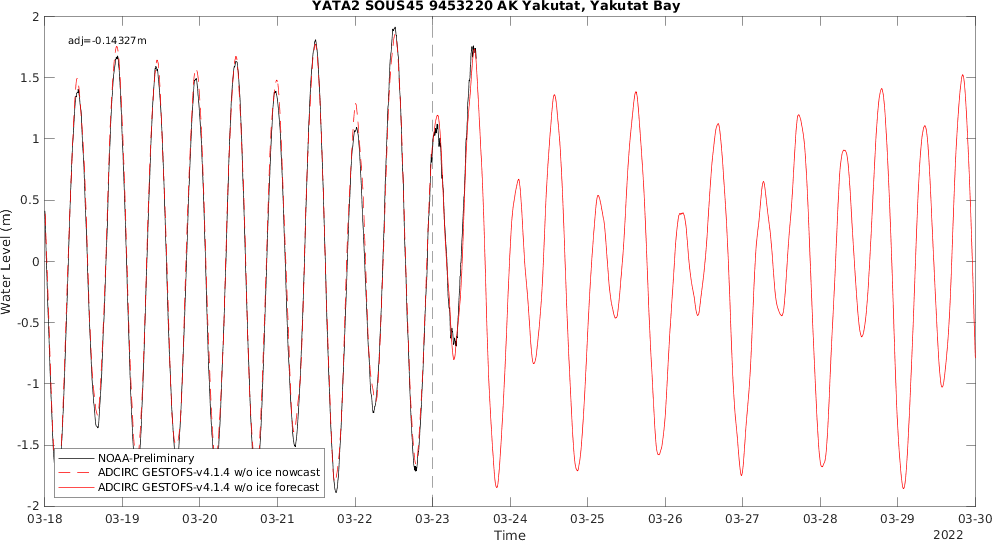 YATA2 SOUS45 9453220 AK Yakutat, Yakutat Bay
adj=-0.14327m
2
1.5
1
0.5
0
-0.5
-1
-1.5
-2
Water Level (m)
NOAA-Preliminary
ADCIRC GESTOFS-v4.1.4 w/o ice nowcast
ADCIRC GESTOFS-v4.1.4 w/o ice forecast
03-18 03-19 03-20 03-21 03-22 03-23 03-24 03-25 03-26 03-27 03-28 03-29 03-30
Time
2022